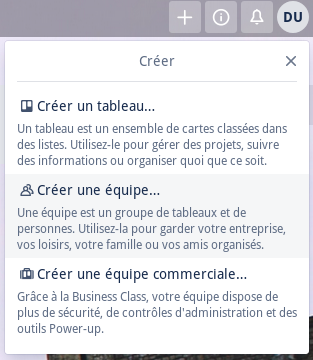 DU
Créer
Créer un tableau...
Un tableau est un ensemble de cartes classées dans
des listes. Utilisez-le pour gérer des projets, suivre
des informations ou organiser quoi que ce soit.
Créer une équipe...
Une équipe est un groupe de tableaux et de
personnes. Utilisez-la pour garder votre entreprise,
vos loisirs, votre famille ou vos amis organisés.
Créer une équipe commerciale...
Grâce à la Business Class, votre équipe dispose de
plus de sécurité, de contrôles d'administration et des
outils Power-up.